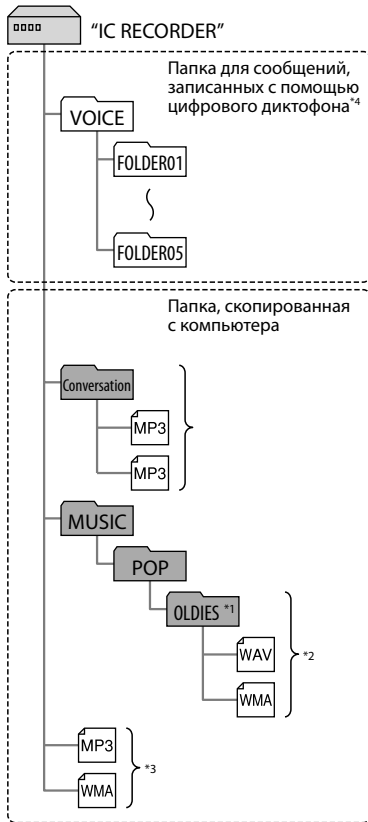 “IC RECORDER”
Папка для сообщений,
записанных с помощью
цифрового диктофона*4
VOICE
FOLDER01
FOLDER05
Папка, скопированная
с компьютера
Conversation
MP3
MP3
MUSIC
POP
OLDIES *1
WAV
*2
WMA
MP3
*3
WMA